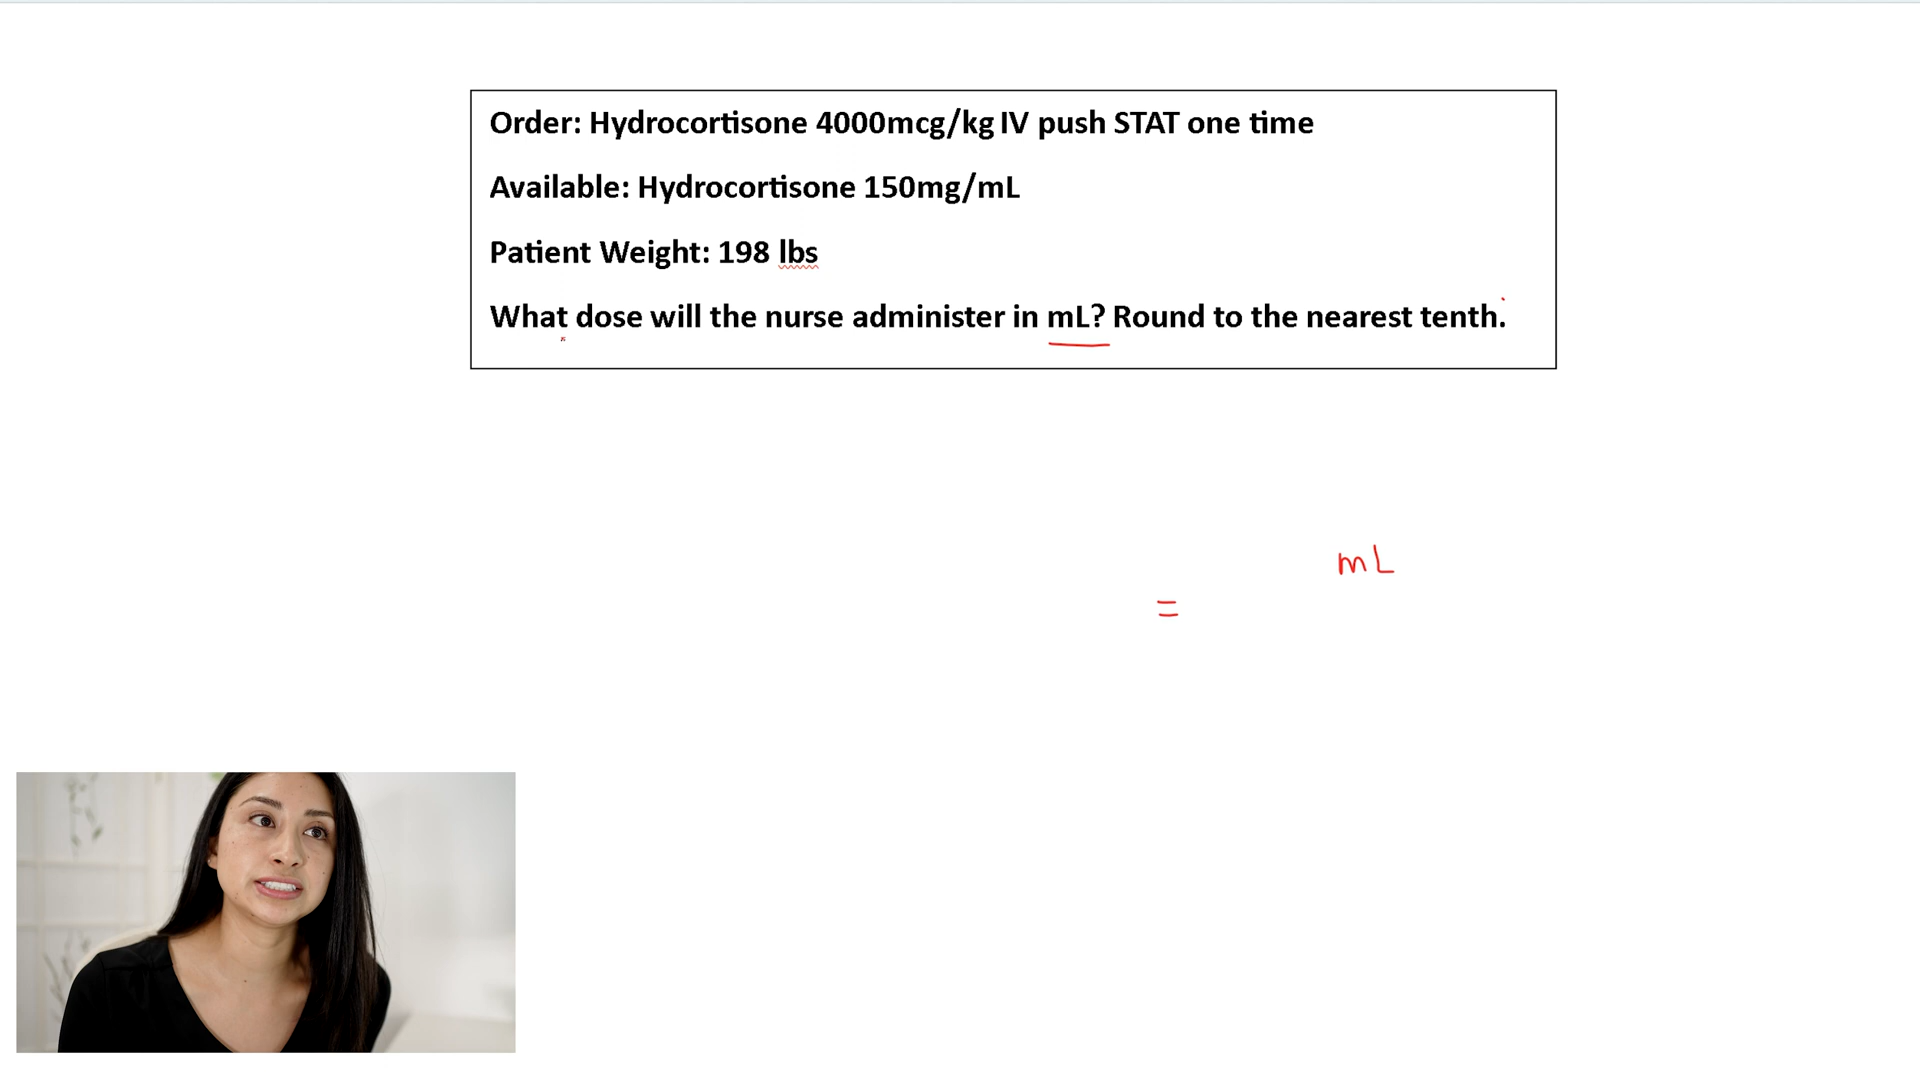 Order: Hydrocortisone 4000mcg/kg IV push STAT one time
Available: Hydrocortisone 150mg/mL
Patient Weight: 198 lbs
What dose will the nurse administer in mL? Round to the nearest tenth.
mL
=